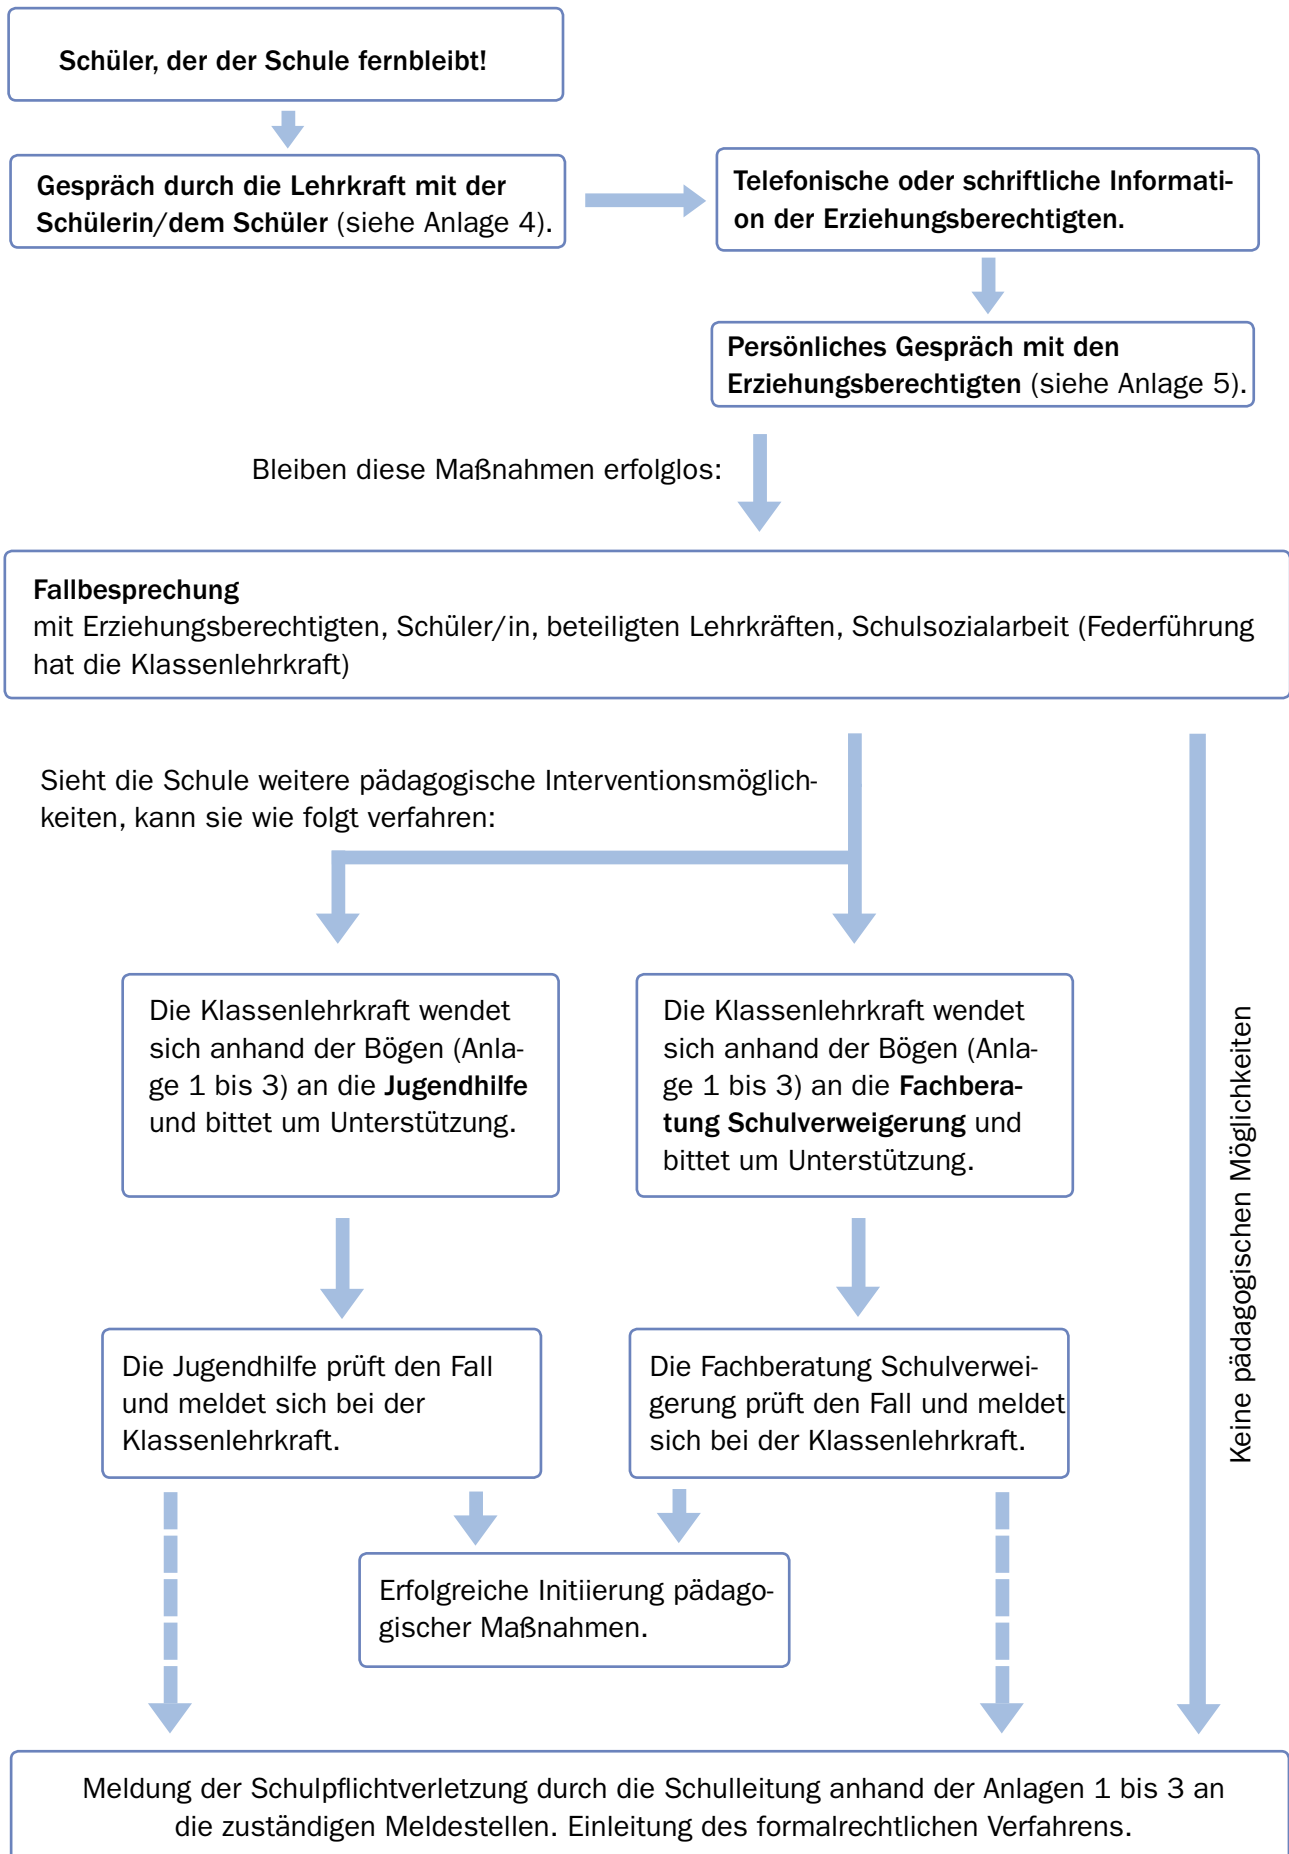 Schüler, der der Schule fernbleibt!
Gespräch durch die Lehrkraft mit der
Schülerin/dem Schüler (siehe Anlage 4).
Telefonische oder schriftliche Informati-
on der Erziehungsberechtigten.
Persönliches Gespräch mit den
Erziehungsberechtigten (siehe Anlage 5).
Bleiben diese Maßnahmen erfolglos:
Fallbesprechung
mit Erziehungsberechtigten, Schüler/in, beteiligten Lehrkräften, Schulsozialarbeit (Federführung
hat die Klassenlehrkraft)
Sieht die Schule weitere pädagogische Interventionsmöglich-
keiten, kann sie wie folgt verfahren:
Die Klassenlehrkraft wendet
sich anhand der Bögen (Anla-
ge 1 bis 3) an die Jugendhilfe
und bittet um Unterstützung.
Die Klassenlehrkraft wendet
sich anhand der Bögen (Anla-
ge 1 bis 3) an die Fachbera-
tung Schulverweigerung und
bittet um Unterstützung.
Keine pädagogischen Möglichkeiten
Die Jugendhilfe prüft den Fall
und meldet sich bei der
Klassenlehrkraft.
Die Fachberatung Schulverwei-
gerung prüft den Fall und meldet
sich bei der Klassenlehrkraft.
Erfolgreiche Initiierung pädago-
gischer Maßnahmen.
Meldung der Schulpflichtverletzung durch die Schulleitung anhand der Anlagen 1 bis 3 an
die zuständigen Meldestellen. Einleitung des formalrechtlichen Verfahrens.